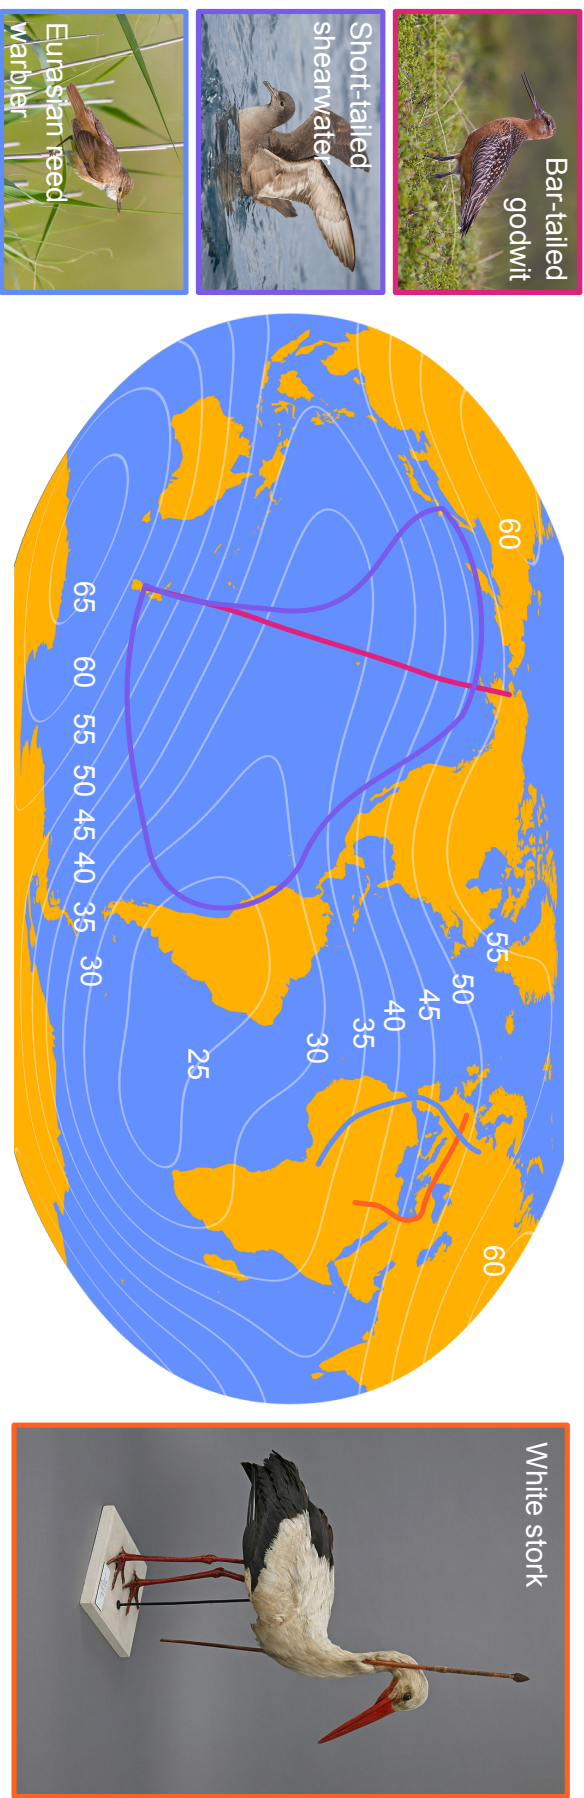 Bar-tailed
godwit
Short-tailed
shearwater
Eurasian reed
warbler
60
65
60
55
50
45
40
35
30
55
50
45
40
35
30
25
60
White stork